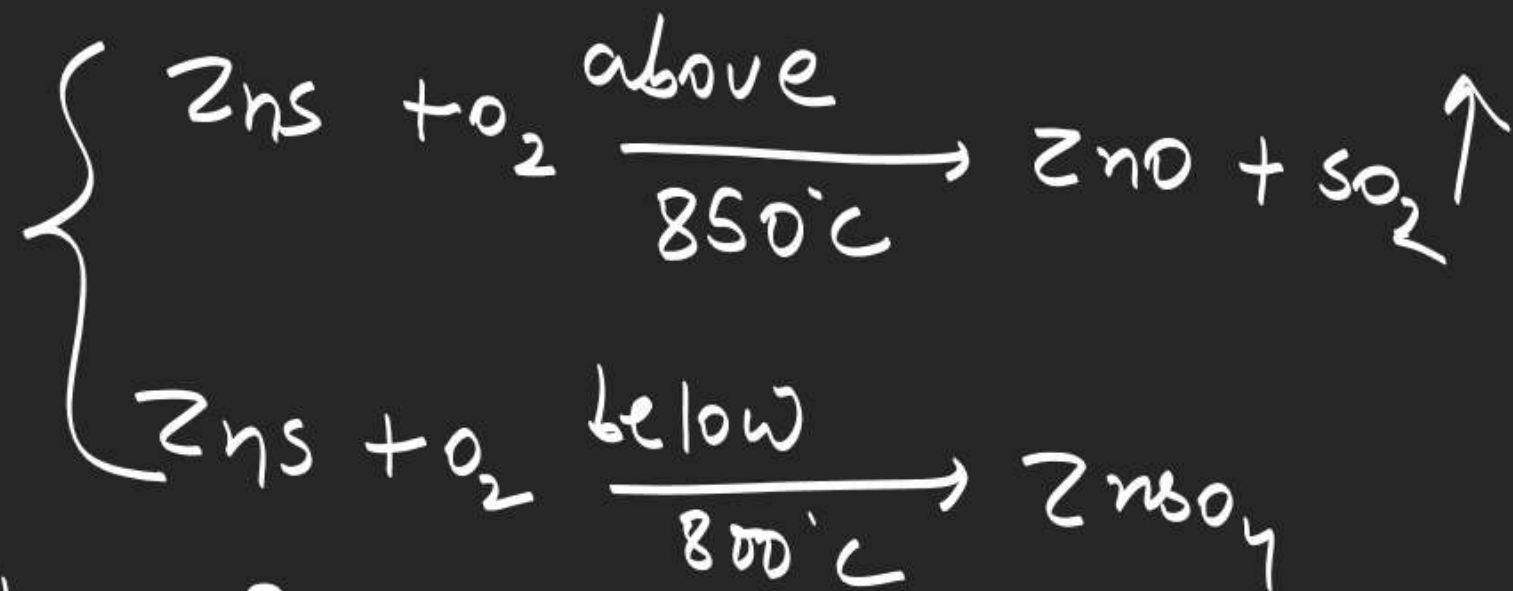 Zns + O₂ above 850°C → ZnO + SO₂ ↑
Zns + O₂ below 800°C → ZnSO₄